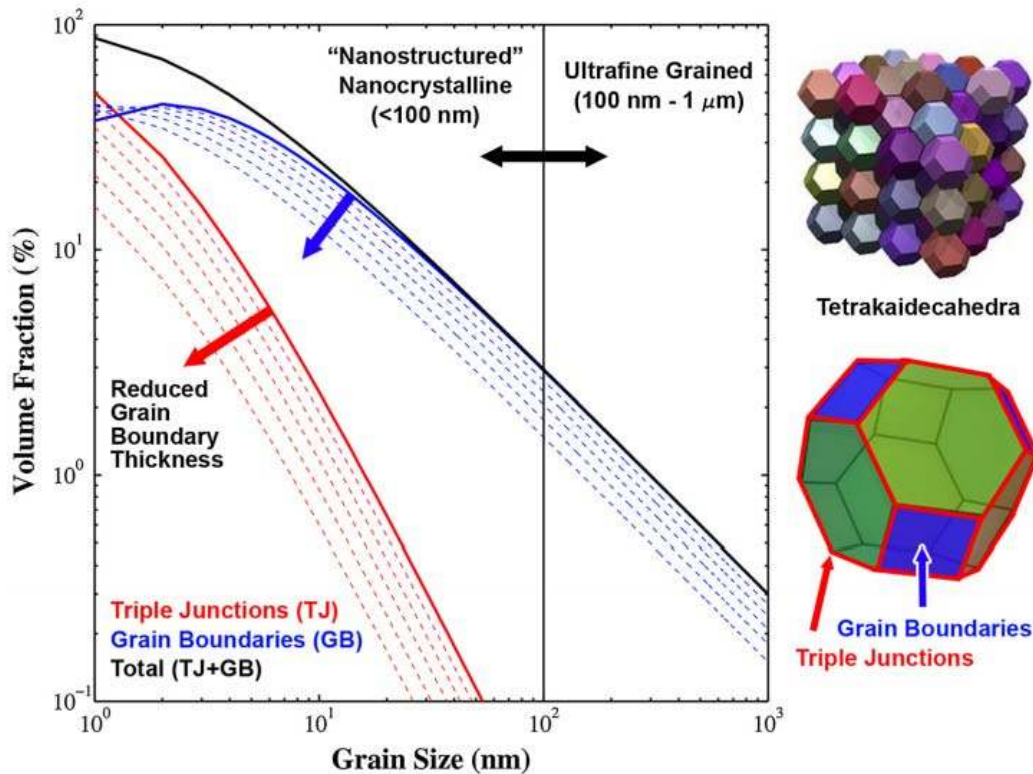 10²
10¹
10⁰
10⁻¹
Volume Fraction (%)
“Nanostructured”
Nanocrystalline
(<100 nm)
Ultrafine Grained
(100 nm - 1 μm)
Reduced
Grain
Boundary
Thickness
Triple Junctions (TJ)
Grain Boundaries (GB)
Total (TJ+GB)
10⁰
10¹
10²
10³
Grain Size (nm)
Tetrakaidecahedra
Grain Boundaries
Triple Junctions